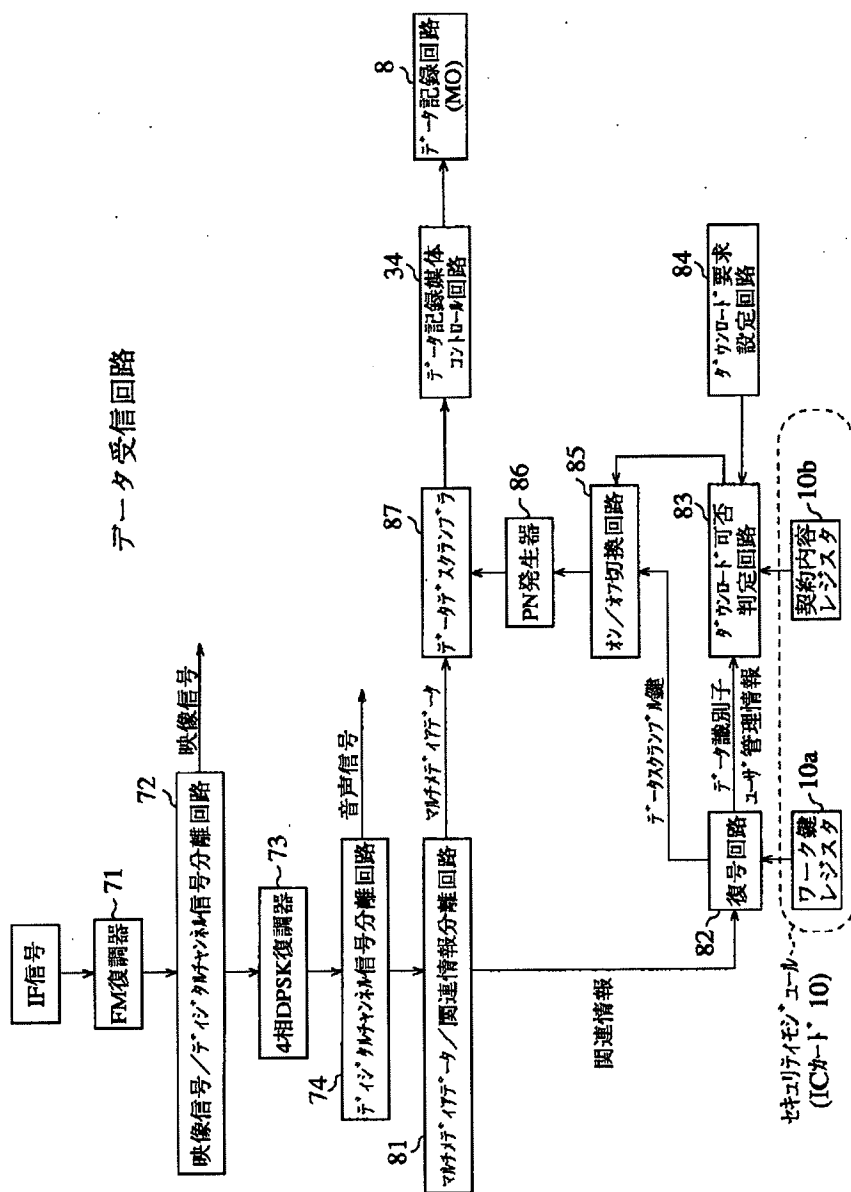 データ受信回路
IF信号
FM復調器
71
映像信号／ディジタルチャンネル信号分離回路
72
映像信号
4相DPSK復調器
73
ディジタルチャンネル信号分離回路
74
音声信号
マルチメディアデータ／関連情報分離回路
81
マルチメディアデータ
関連情報
データデスクランブラ
87
データ記録媒体
コントロール回路
34
データ記録回路
(MO)
8
PN発生器
86
オン／オフ切換回路
85
データスクランブル鍵
復号回路
82
データ識別子
ユーザ管理情報
ダウンロード可否
判定回路
83
ダウンロード要求
設定回路
84
ワーク鍵
レジスタ
10a
契約内容
レジスタ
10b
セキュリティモジュール
(ICカード 10)